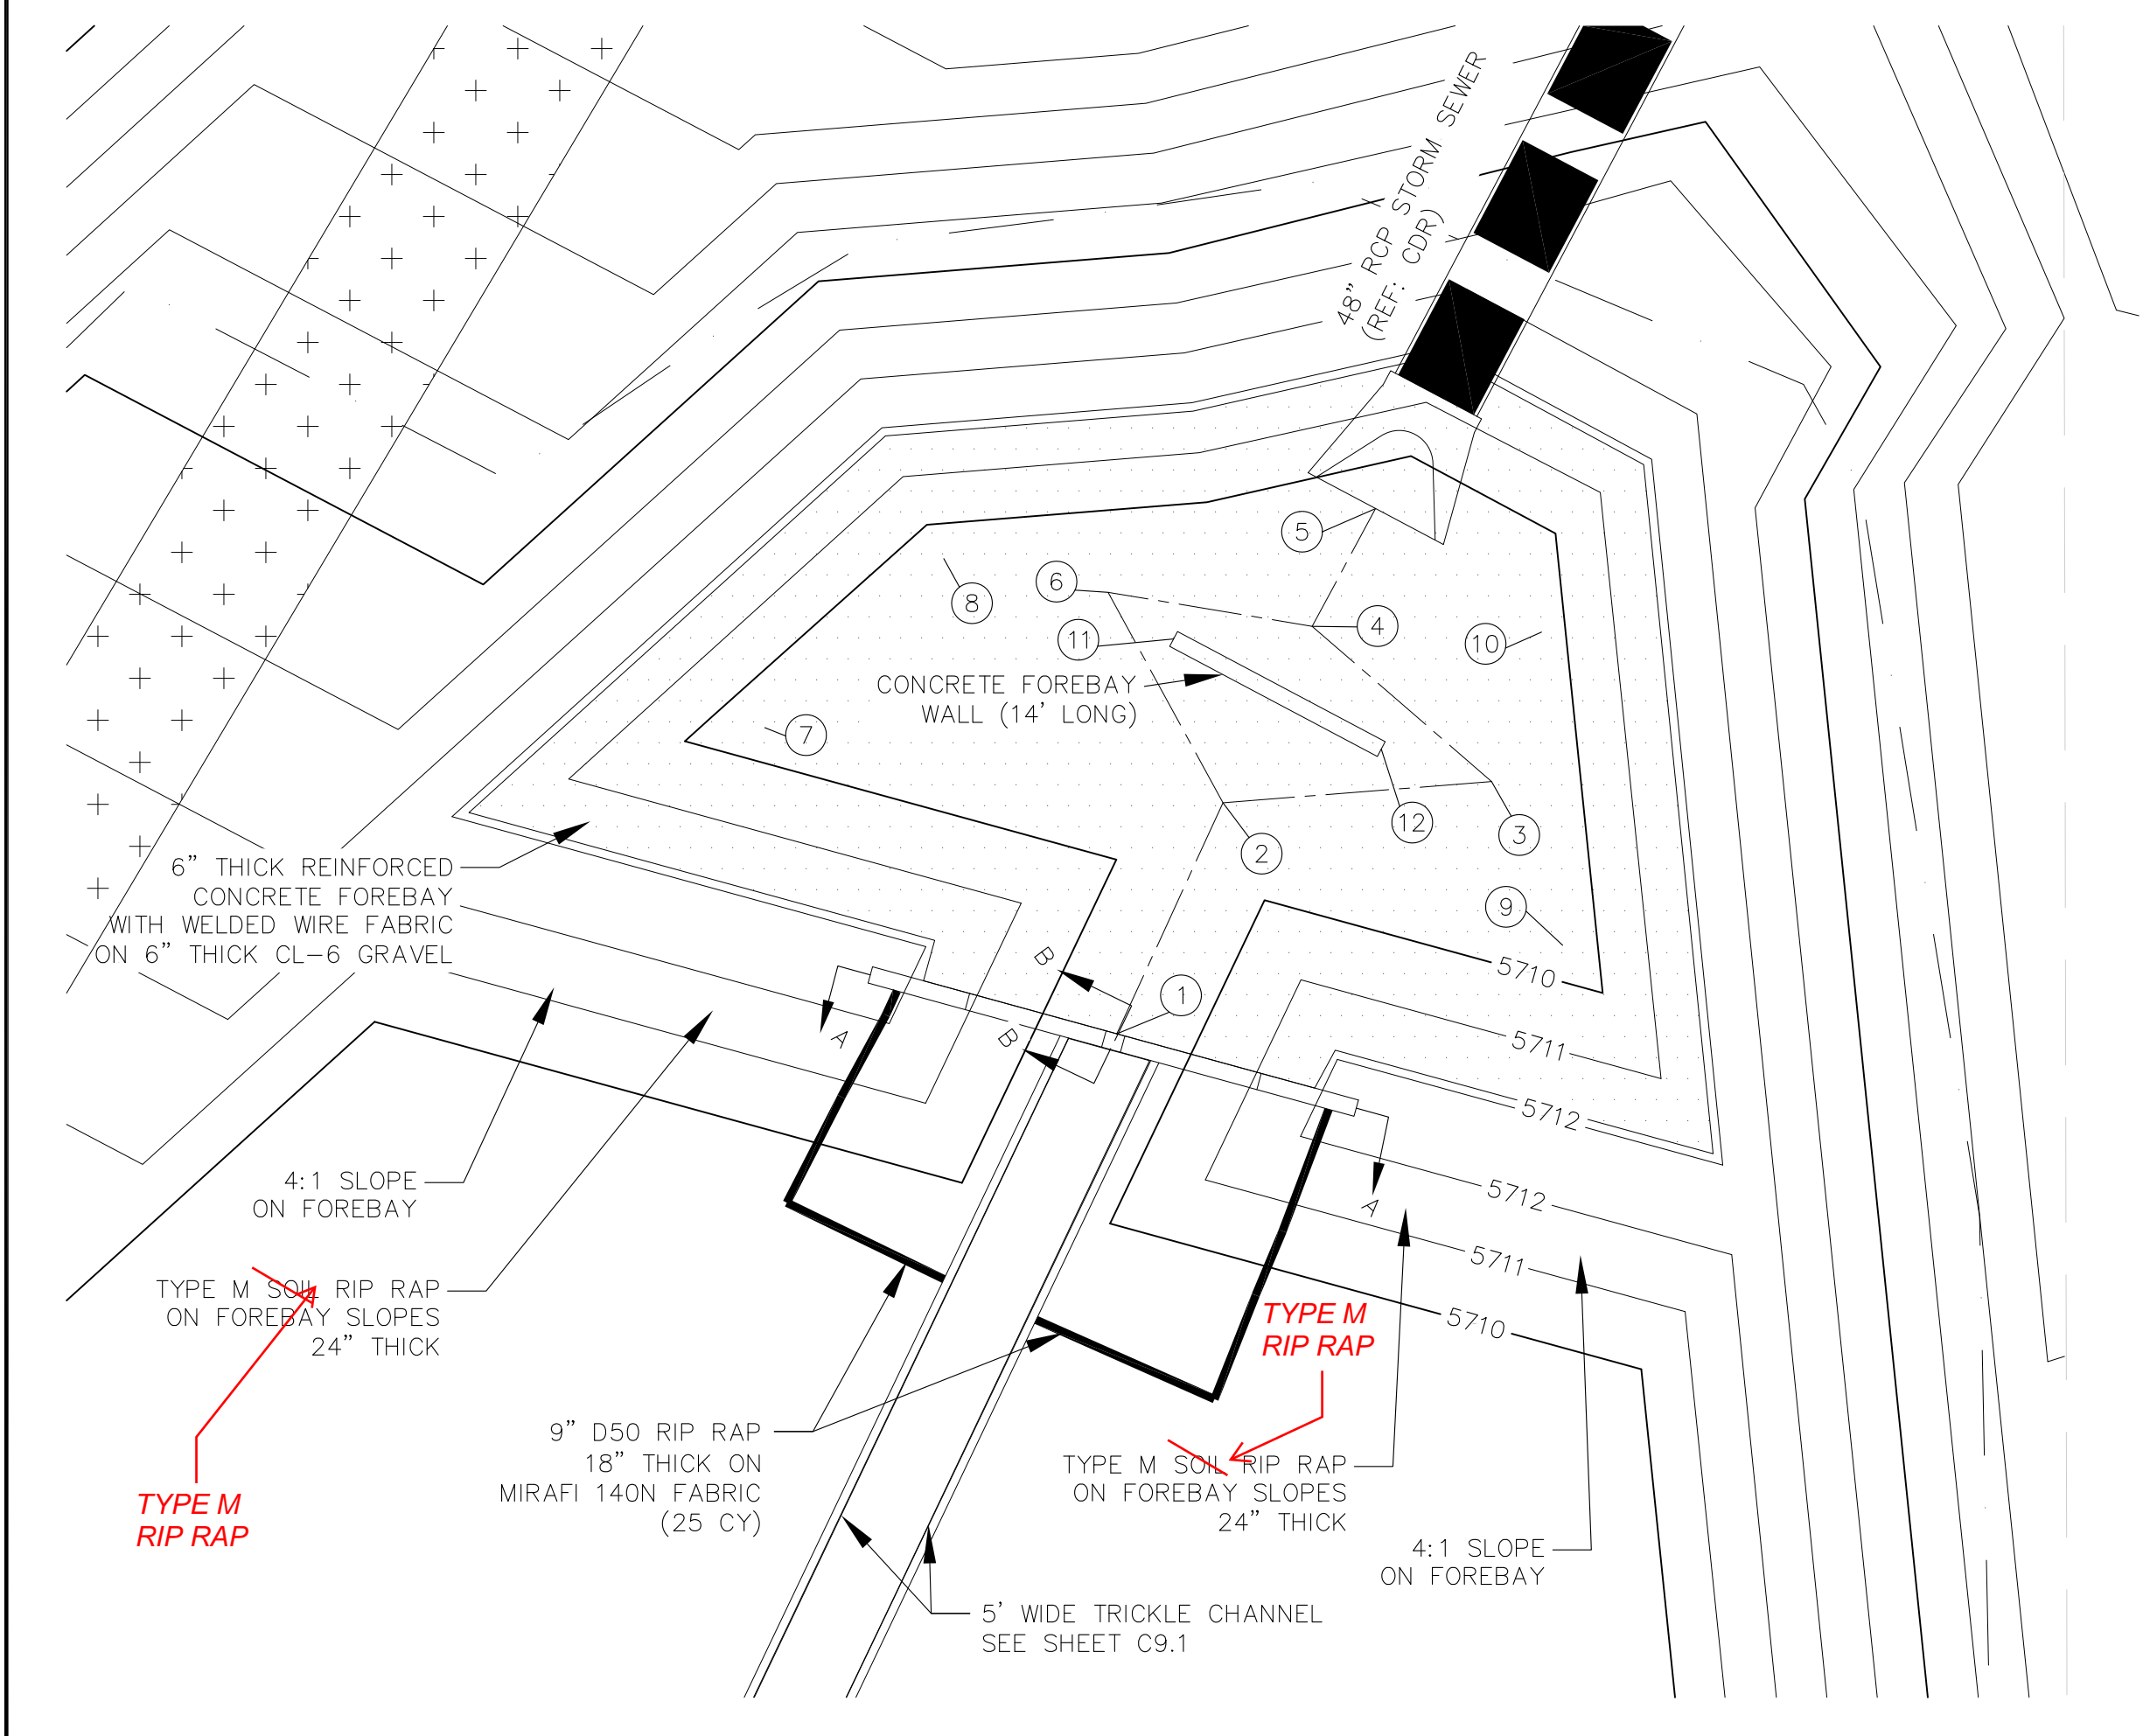 48" RCP STORM SEWER
(REF: CDR)
5
6
8
4
11
10
CONCRETE FOREBAY
WALL (14' LONG)
7
12
3
2
6" THICK REINFORCED
CONCRETE FOREBAY
WITH WELDED WIRE FABRIC
ON 6" THICK CL-6 GRAVEL
9
B
5710
1
A
B
5711
5712
4:1 SLOPE
ON FOREBAY
5712
A
5711
TYPE M SOIL RIP RAP
ON FOREBAY SLOPES
24" THICK
TYPE M
RIP RAP
5710
9" D50 RIP RAP
18" THICK ON
MIRAFI 140N FABRIC
(25 CY)
TYPE M SOIL RIP RAP
ON FOREBAY SLOPES
24" THICK
TYPE M
RIP RAP
4:1 SLOPE
ON FOREBAY
5' WIDE TRICKLE CHANNEL
SEE SHEET C9.1